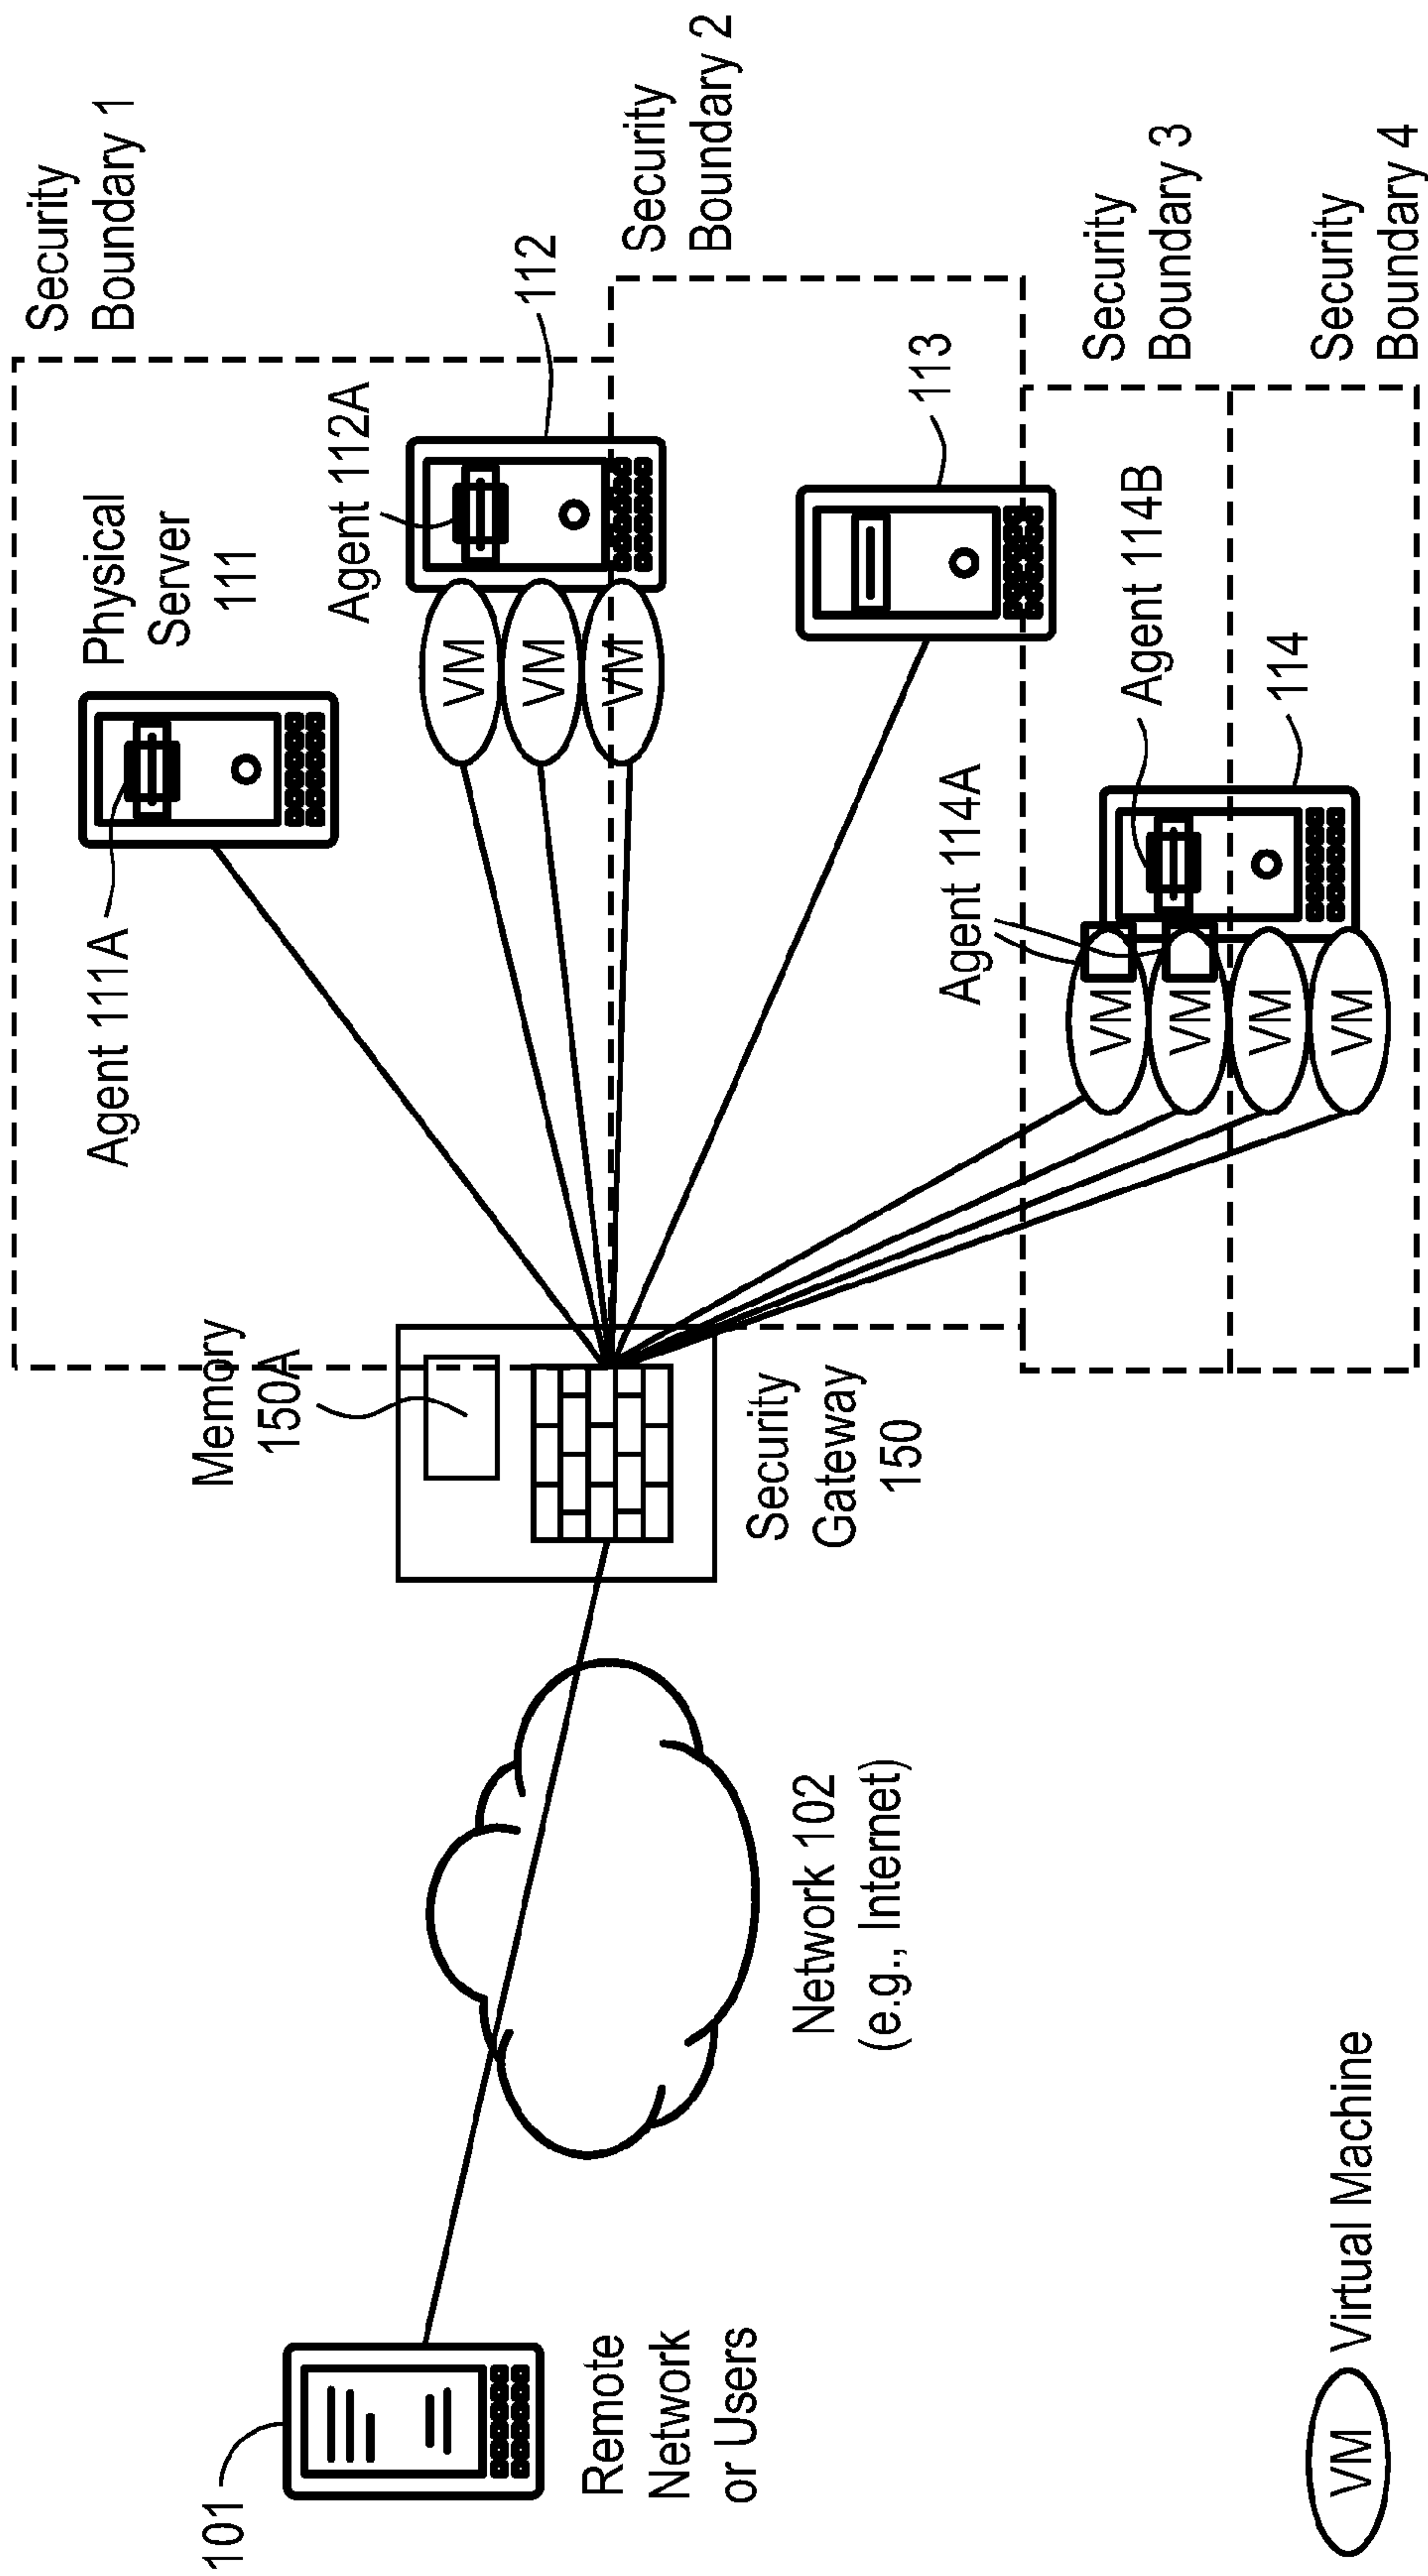 101
Remote
Network
or Users
Network 102
(e.g., Internet)
Memory
150A
Security
Gateway
150
Security
Boundary 1
Physical
Server
111
Agent 111A
Agent 112A
112
VM
VM
VM
Security
Boundary 2
113
Security
Boundary 3
Agent 114A
Agent 114B
114
VM
VM
VM
VM
Security
Boundary 4
VM
Virtual Machine